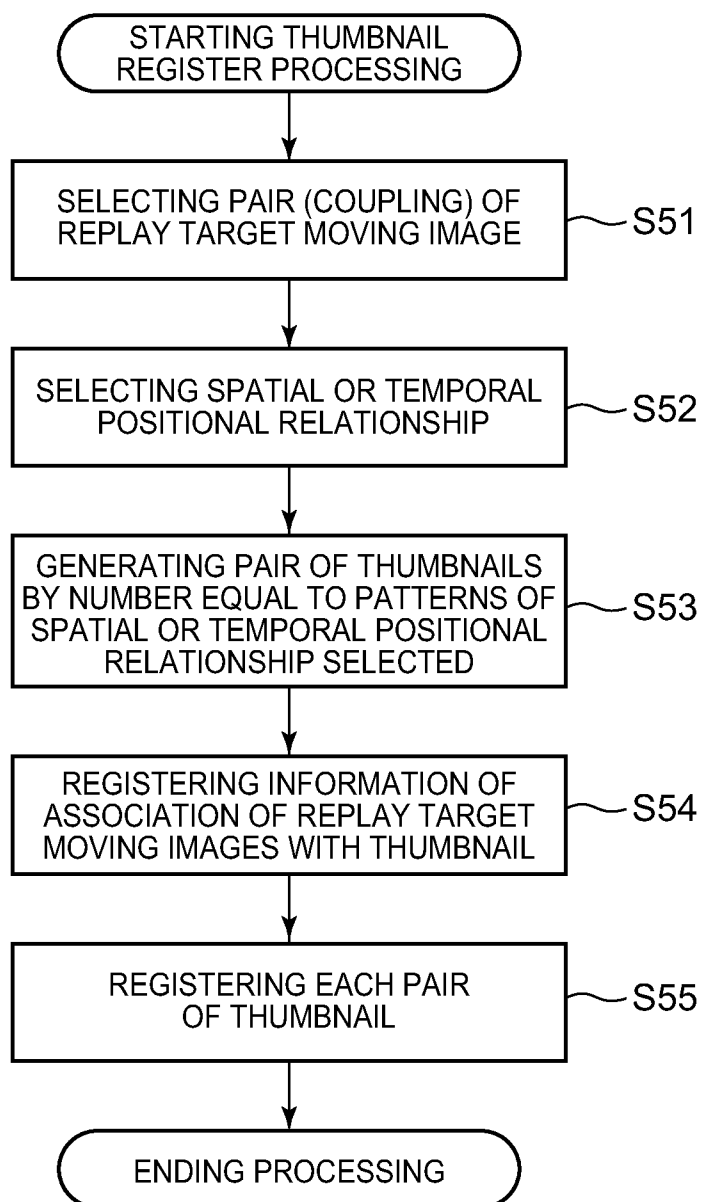 STARTING THUMBNAIL
REGISTER PROCESSING
SELECTING PAIR (COUPLING) OF
REPLAY TARGET MOVING IMAGE
S51
SELECTING SPATIAL OR TEMPORAL
POSITIONAL RELATIONSHIP
S52
GENERATING PAIR OF THUMBNAILS
BY NUMBER EQUAL TO PATTERNS OF
SPATIAL OR TEMPORAL POSITIONAL
RELATIONSHIP SELECTED
S53
REGISTERING INFORMATION OF
ASSOCIATION OF REPLAY TARGET
MOVING IMAGES WITH THUMBNAIL
S54
REGISTERING EACH PAIR
OF THUMBNAIL
S55
ENDING PROCESSING